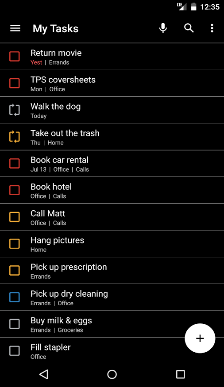 12:35
My Tasks
Return movie
Yest | Errands
TPS coversheets
Mon | Office
Walk the dog
Today
Take out the trash
Thu | Home
Book car rental
Jul 13 | Office | Calls
Book hotel
Office | Calls
Call Matt
Office | Calls
Hang pictures
Home
Pick up prescription
Errands
Pick up dry cleaning
Errands | Office
Buy milk & eggs
Errands | Groceries
Fill stapler
Office